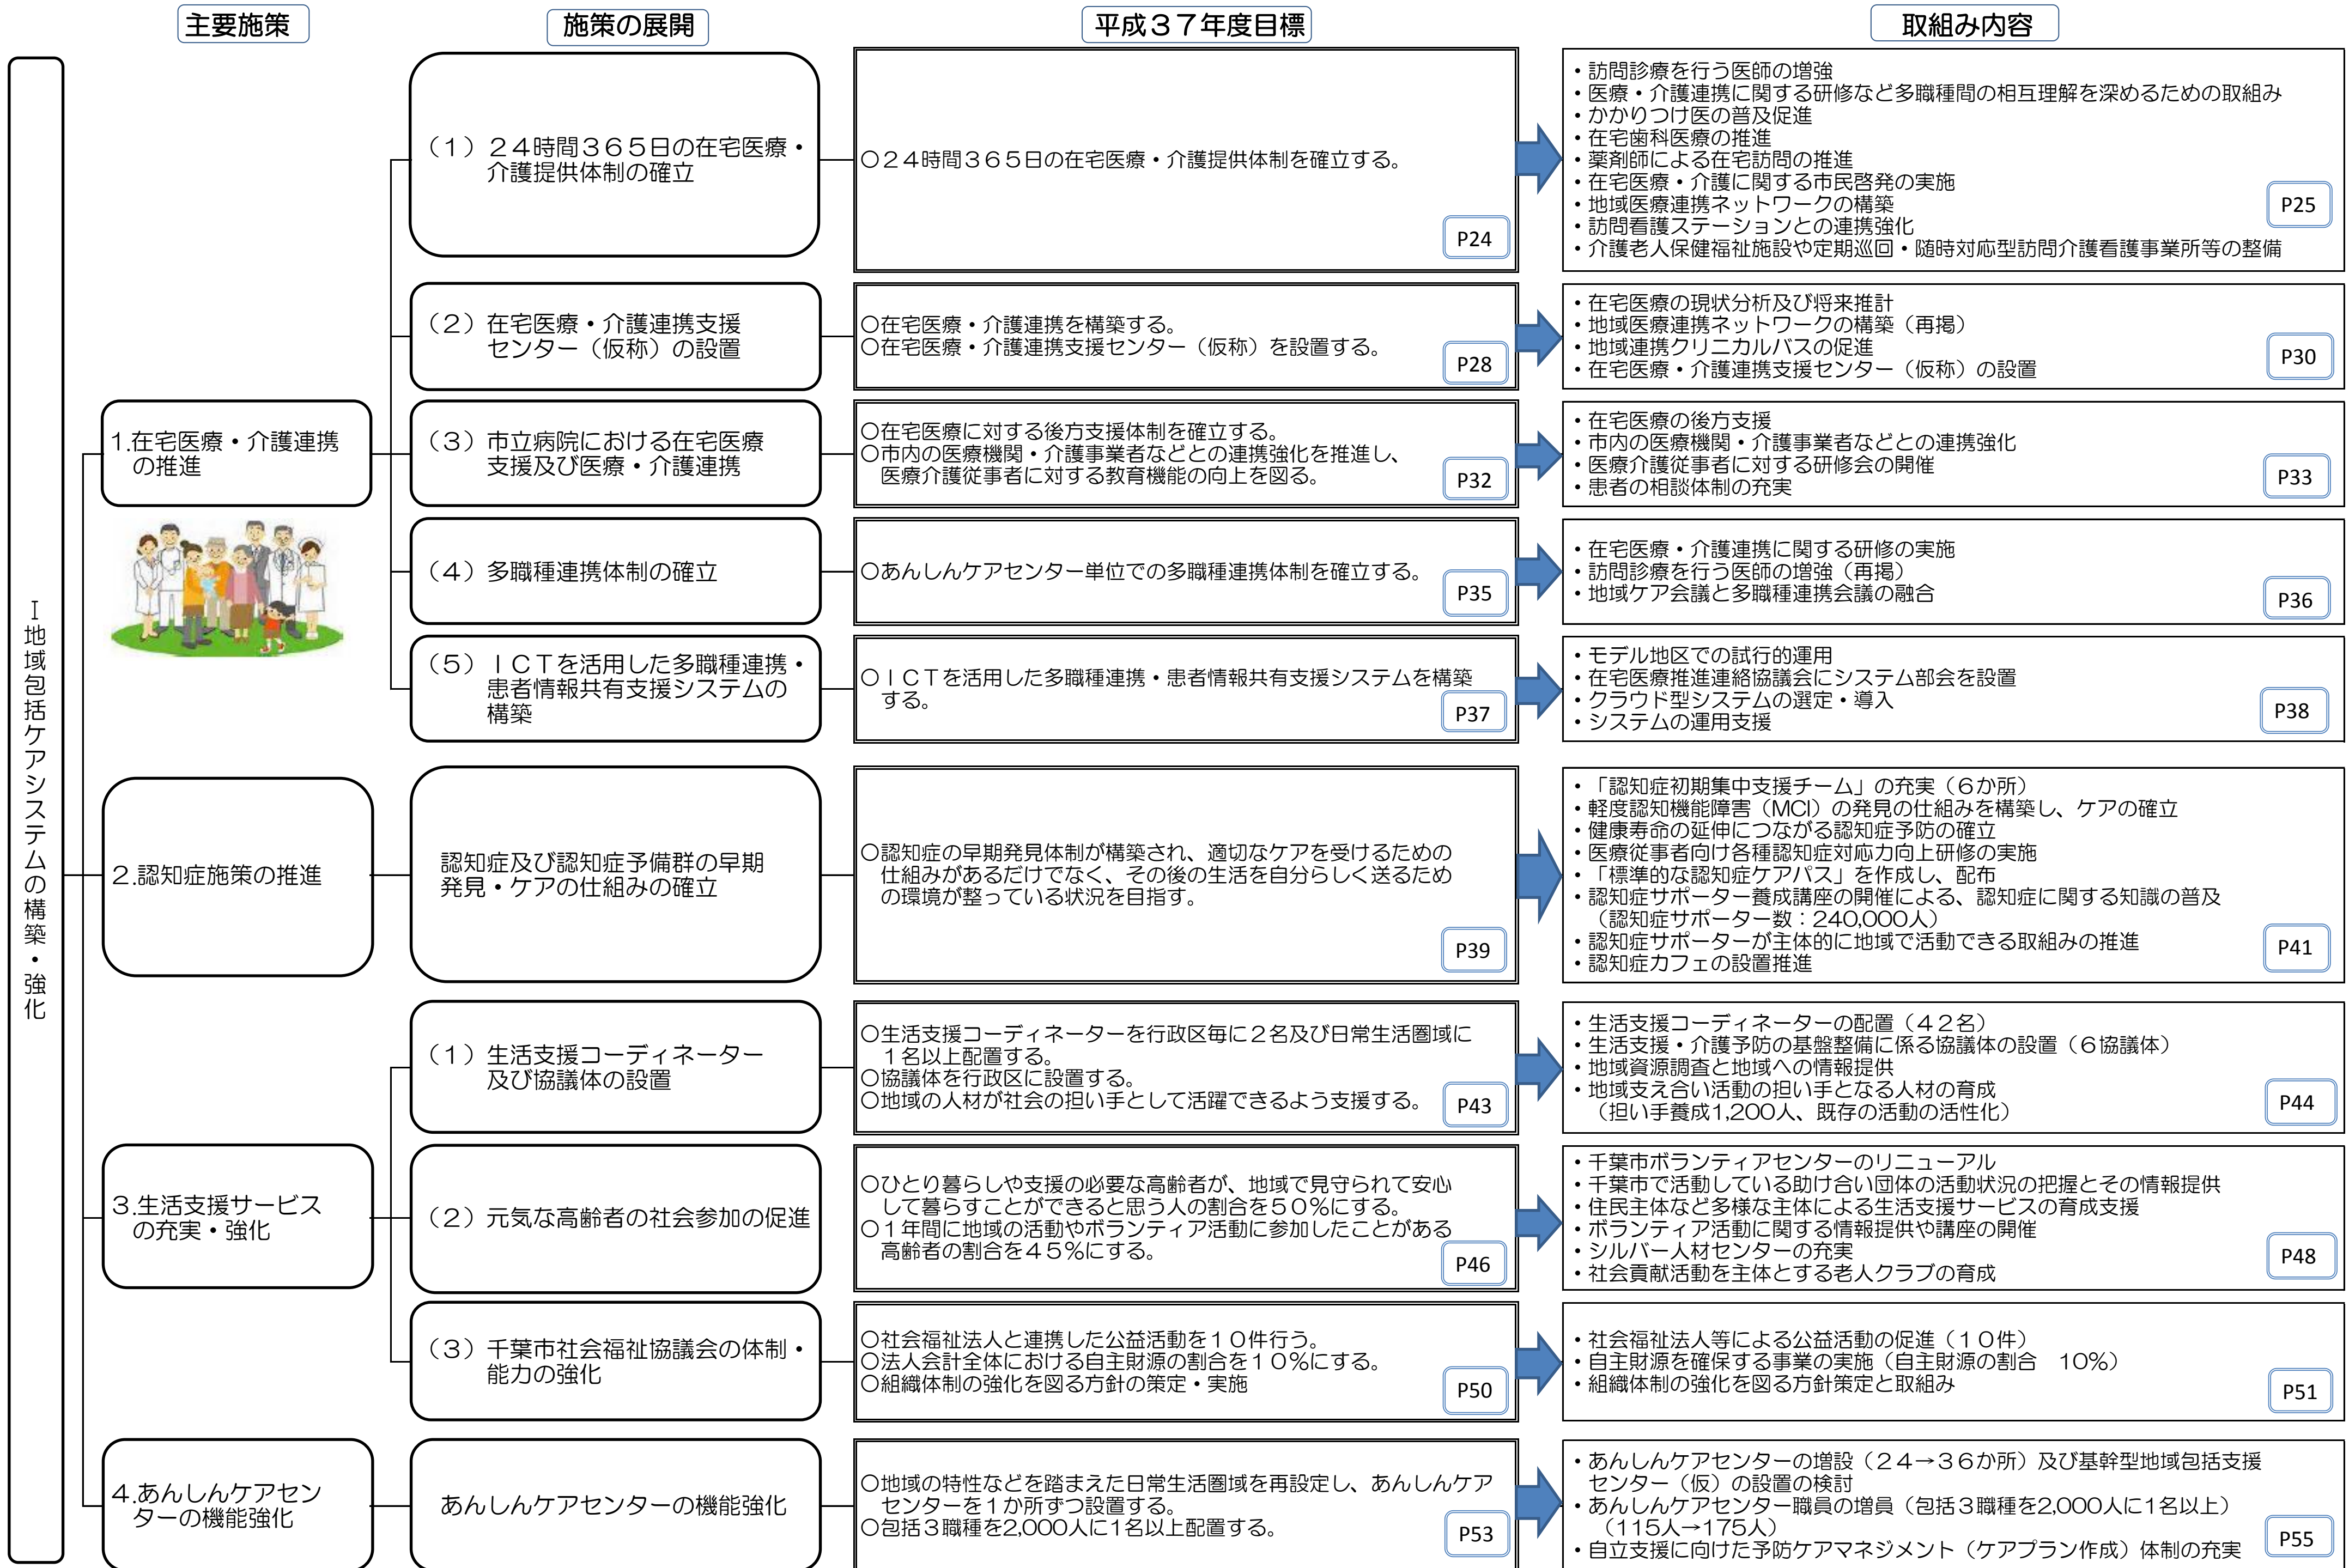 主要施策
施策の展開
平成３７年度目標
取組み内容
Ⅰ地域包括ケアシステムの構築・強化
1.在宅医療・介護連携
の推進
（１）２４時間３６５日の在宅医療・
介護提供体制の確立
〇２４時間３６５日の在宅医療・介護提供体制を確立する。
P24
・訪問診療を行う医師の増強
・医療・介護連携に関する研修など多職種間の相互理解を深めるための取組み
・かかりつけ医の普及促進
・在宅歯科医療の推進
・薬剤師による在宅訪問の推進
・在宅医療・介護に関する市民啓発の実施
・地域医療連携ネットワークの構築
・訪問看護ステーションとの連携強化
・介護老人保健福祉施設や定期巡回・随時対応型訪問介護看護事業所等の整備
P25
（２）在宅医療・介護連携支援
センター（仮称）の設置
〇在宅医療・介護連携を構築する。
〇在宅医療・介護連携支援センター（仮称）を設置する。
P28
・在宅医療の現状分析及び将来推計
・地域医療連携ネットワークの構築（再掲）
・地域連携クリニカルパスの促進
・在宅医療・介護連携支援センター（仮称）の設置
P30
（３）市立病院における在宅医療
支援及び医療・介護連携
〇在宅医療に対する後方支援体制を確立する。
〇市内の医療機関・介護事業者などとの連携強化を推進し、
医療介護従事者に対する教育機能の向上を図る。
P32
・在宅医療の後方支援
・市内の医療機関・介護事業者などとの連携強化
・医療介護従事者に対する研修会の開催
・患者の相談体制の充実
P33
（４）多職種連携体制の確立
〇あんしんケアセンター単位での多職種連携体制を確立する。
P35
・在宅医療・介護連携に関する研修の実施
・訪問診療を行う医師の増強（再掲）
・地域ケア会議と多職種連携会議の融合
P36
（５）ＩＣＴを活用した多職種連携・
患者情報共有支援システムの
構築
〇ＩＣＴを活用した多職種連携・患者情報共有支援システムを構築
する。
P37
・モデル地区での試行的運用
・在宅医療推進連絡協議会にシステム部会を設置
・クラウド型システムの選定・導入
・システムの運用支援
P38
2.認知症施策の推進
認知症及び認知症予備群の早期
発見・ケアの仕組みの確立
〇認知症の早期発見体制が構築され、適切なケアを受けるための
仕組みがあるだけでなく、その後の生活を自分らしく送るため
の環境が整っている状況を目指す。
P39
・「認知症初期集中支援チーム」の充実（６か所）
・軽度認知機能障害（MCI）の発見の仕組みを構築し、ケアの確立
・健康寿命の延伸につながる認知症予防の確立
・医療従事者向け各種認知症対応力向上研修の実施
・「標準的な認知症ケアパス」を作成し、配布
・認知症サポーター養成講座の開催による、認知症に関する知識の普及
（認知症サポーター数：240,000人）
・認知症サポーターが主体的に地域で活動できる取組みの推進
・認知症カフェの設置推進
P41
3.生活支援サービス
の充実・強化
（１）生活支援コーディネーター
及び協議体の設置
〇生活支援コーディネーターを行政区毎に２名及び日常生活圏域に
１名以上配置する。
〇協議体を行政区に設置する。
〇地域の人材が社会の担い手として活躍できるよう支援する。
P43
・生活支援コーディネーターの配置（４２名）
・生活支援・介護予防の基盤整備に係る協議体の設置（６協議体）
・地域資源調査と地域への情報提供
・地域支え合い活動の担い手となる人材の育成
（担い手養成1,200人、既存の活動の活性化）
P44
（２）元気な高齢者の社会参加の促進
〇ひとり暮らしや支援の必要な高齢者が、地域で見守られて安心
して暮らすことができると思う人の割合を５０％にする。
〇１年間に地域の活動やボランティア活動に参加したことがある
高齢者の割合を４５％にする。
P46
・千葉市ボランティアセンターのリニューアル
・千葉市で活動している助け合い団体の活動状況の把握とその情報提供
・住民主体など多様な主体による生活支援サービスの育成支援
・ボランティア活動に関する情報提供や講座の開催
・シルバー人材センターの充実
・社会貢献活動を主体とする老人クラブの育成
P48
（３）千葉市社会福祉協議会の体制・
能力の強化
〇社会福祉法人と連携した公益活動を１０件行う。
〇法人会計全体における自主財源の割合を１０％にする。
〇組織体制の強化を図る方針の策定・実施
P50
・社会福祉法人等による公益活動の促進（１０件）
・自主財源を確保する事業の実施（自主財源の割合　10％）
・組織体制の強化を図る方針策定と取組み
P51
4.あんしんケアセン
ターの機能強化
あんしんケアセンターの機能強化
〇地域の特性などを踏まえた日常生活圏域を再設定し、あんしんケア
センターを１か所ずつ設置する。
〇包括３職種を2,000人に１名以上配置する。
P53
・あんしんケアセンターの増設（２４→３６か所）及び基幹型地域包括支援
センター（仮）の設置の検討
・あんしんケアセンター職員の増員（包括３職種を2,000人に１名以上）
（115人→175人）
・自立支援に向けた予防ケアマネジメント（ケアプラン作成）体制の充実
P55